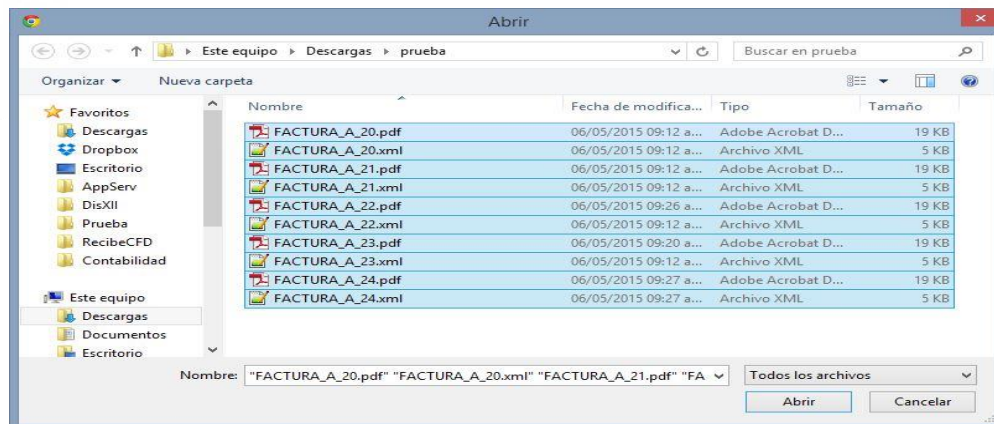 Abrir
Este equipo Descargas prueba Buscar en prueba
Organizar Nueva carpeta
Favoritos
Descargas
Dropbox
Escritorio
AppServ
DisXII
Prueba
RecibeCFD
Contabilidad
Este equipo
Descargas
Documentos
Escritorio
Nombre Fecha de modifica... Tipo Tamaño
FACTURA_A_20.pdf 06/05/2015 09:12 a... Adobe Acrobat D... 19 KB
FACTURA_A_20.xml 06/05/2015 09:12 a... Archivo XML 5 KB
FACTURA_A_21.pdf 06/05/2015 09:12 a... Adobe Acrobat D... 19 KB
FACTURA_A_21.xml 06/05/2015 09:12 a... Archivo XML 5 KB
FACTURA_A_22.pdf 06/05/2015 09:26 a... Adobe Acrobat D... 19 KB
FACTURA_A_22.xml 06/05/2015 09:12 a... Archivo XML 5 KB
FACTURA_A_23.pdf 06/05/2015 09:20 a... Adobe Acrobat D... 19 KB
FACTURA_A_23.xml 06/05/2015 09:12 a... Archivo XML 5 KB
FACTURA_A_24.pdf 06/05/2015 09:27 a... Adobe Acrobat D... 19 KB
FACTURA_A_24.xml 06/05/2015 09:27 a... Archivo XML 5 KB
Nombre: "FACTURA_A_20.pdf" "FACTURA_A_20.xml" "FACTURA_A_21.pdf" "FA Todos los archivos
Abrir Cancelar